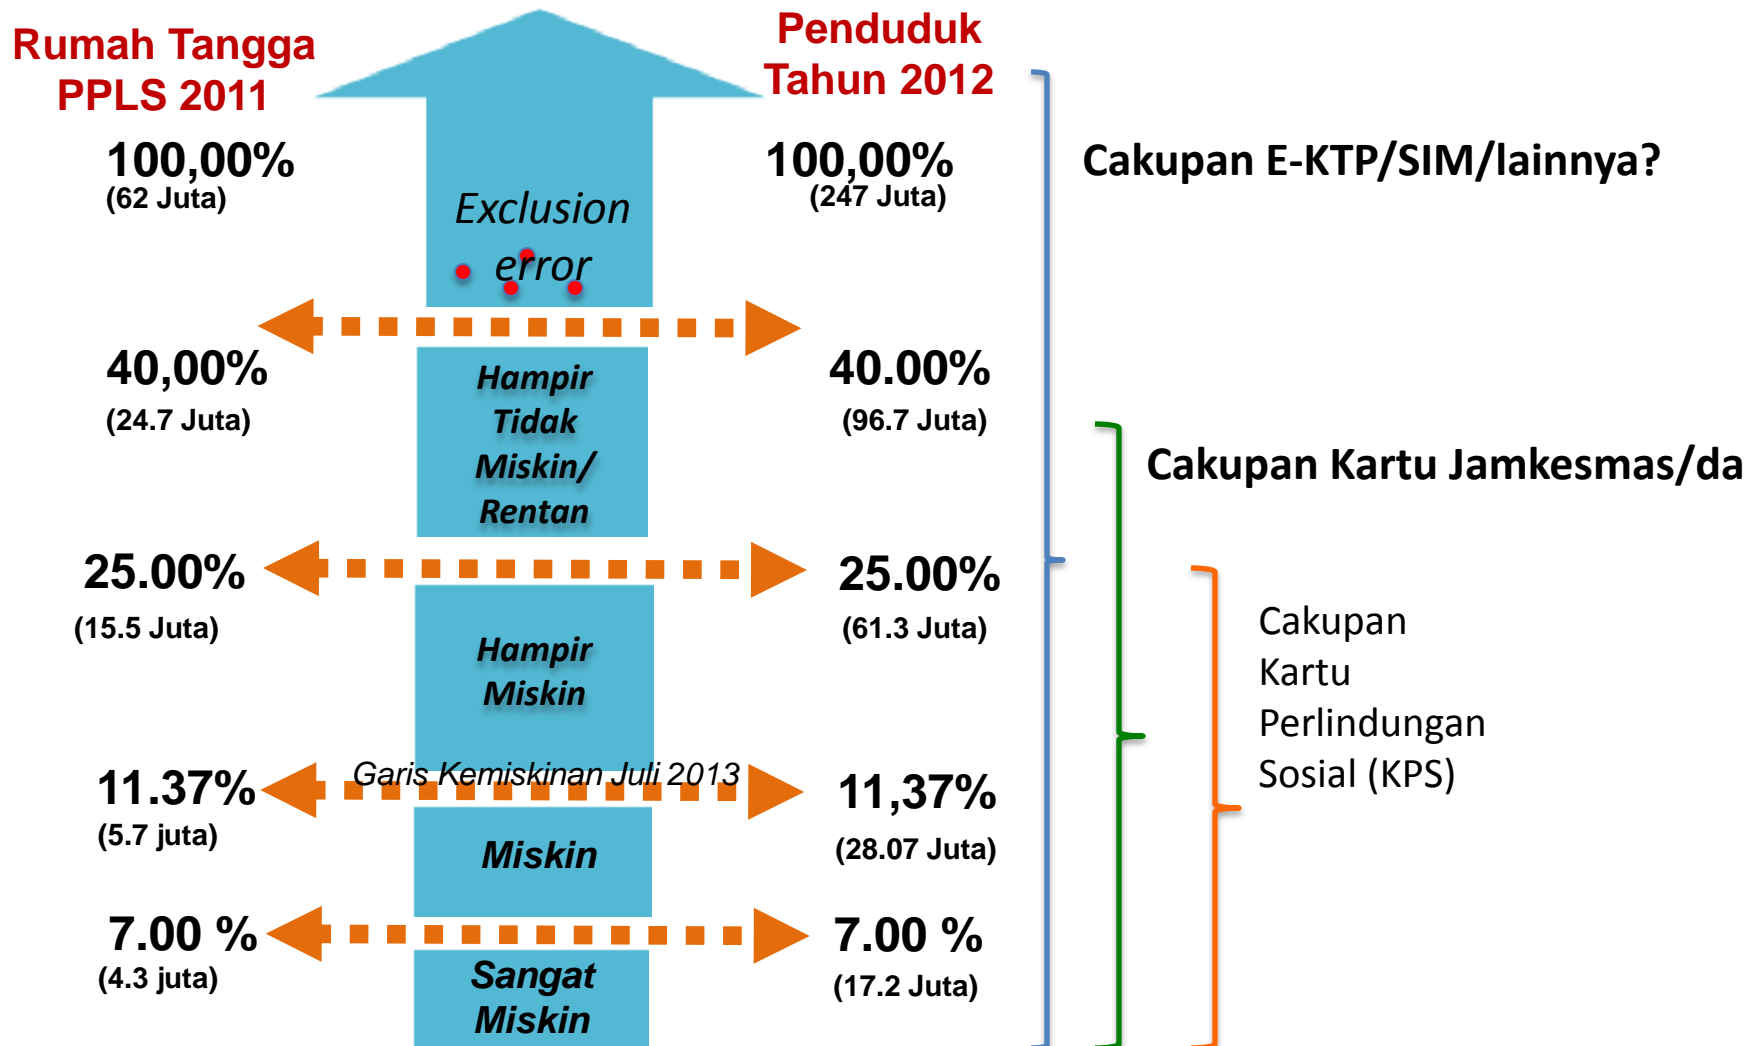 Rumah Tangga
PPLS 2011
Penduduk
Tahun 2012
100,00%
(62 Juta)
Exclusion
error
100,00%
(247 Juta)
Cakupan E-KTP/SIM/lainnya?
40,00%
(24.7 Juta)
Hampir
Tidak
Miskin/
Rentan
40.00%
(96.7 Juta)
Cakupan Kartu Jamkesmas/da
25.00%
(15.5 Juta)
Hampir
Miskin
25.00%
(61.3 Juta)
Cakupan
Kartu
Perlindungan
Sosial (KPS)
Garis Kemiskinan Juli 2013
11.37%
(5.7 juta)
Miskin
11,37%
(28.07 Juta)
7.00 %
(4.3 juta)
Sangat
Miskin
7.00 %
(17.2 Juta)